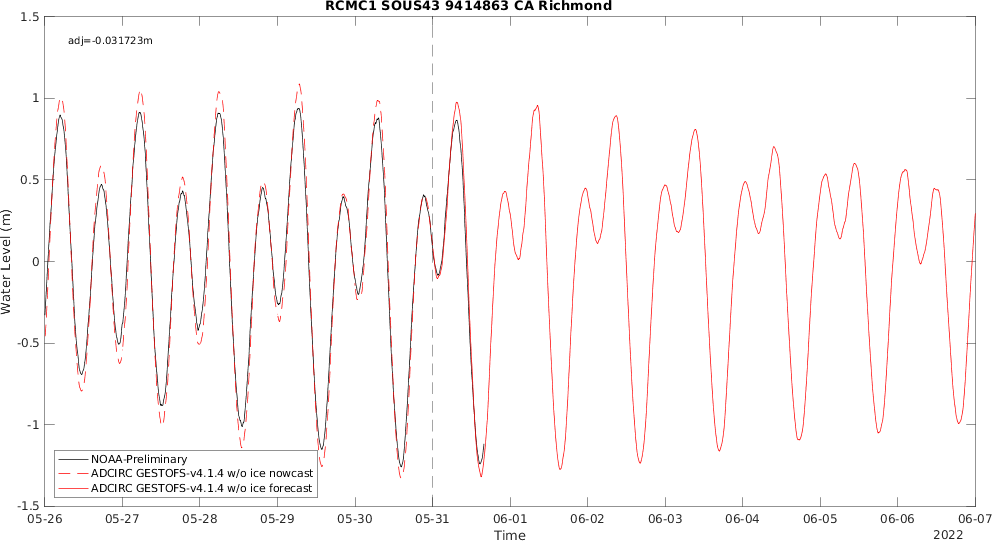 RCMC1 SOUS43 9414863 CA Richmond
adj=-0.031723m
1.5
1
0.5
0
-0.5
-1
-1.5
Water Level (m)
NOAA-Preliminary
ADCIRC GESTOFS-v4.1.4 w/o ice nowcast
ADCIRC GESTOFS-v4.1.4 w/o ice forecast
05-26 05-27 05-28 05-29 05-30 05-31 06-01 06-02 06-03 06-04 06-05 06-06 06-07
Time
2022